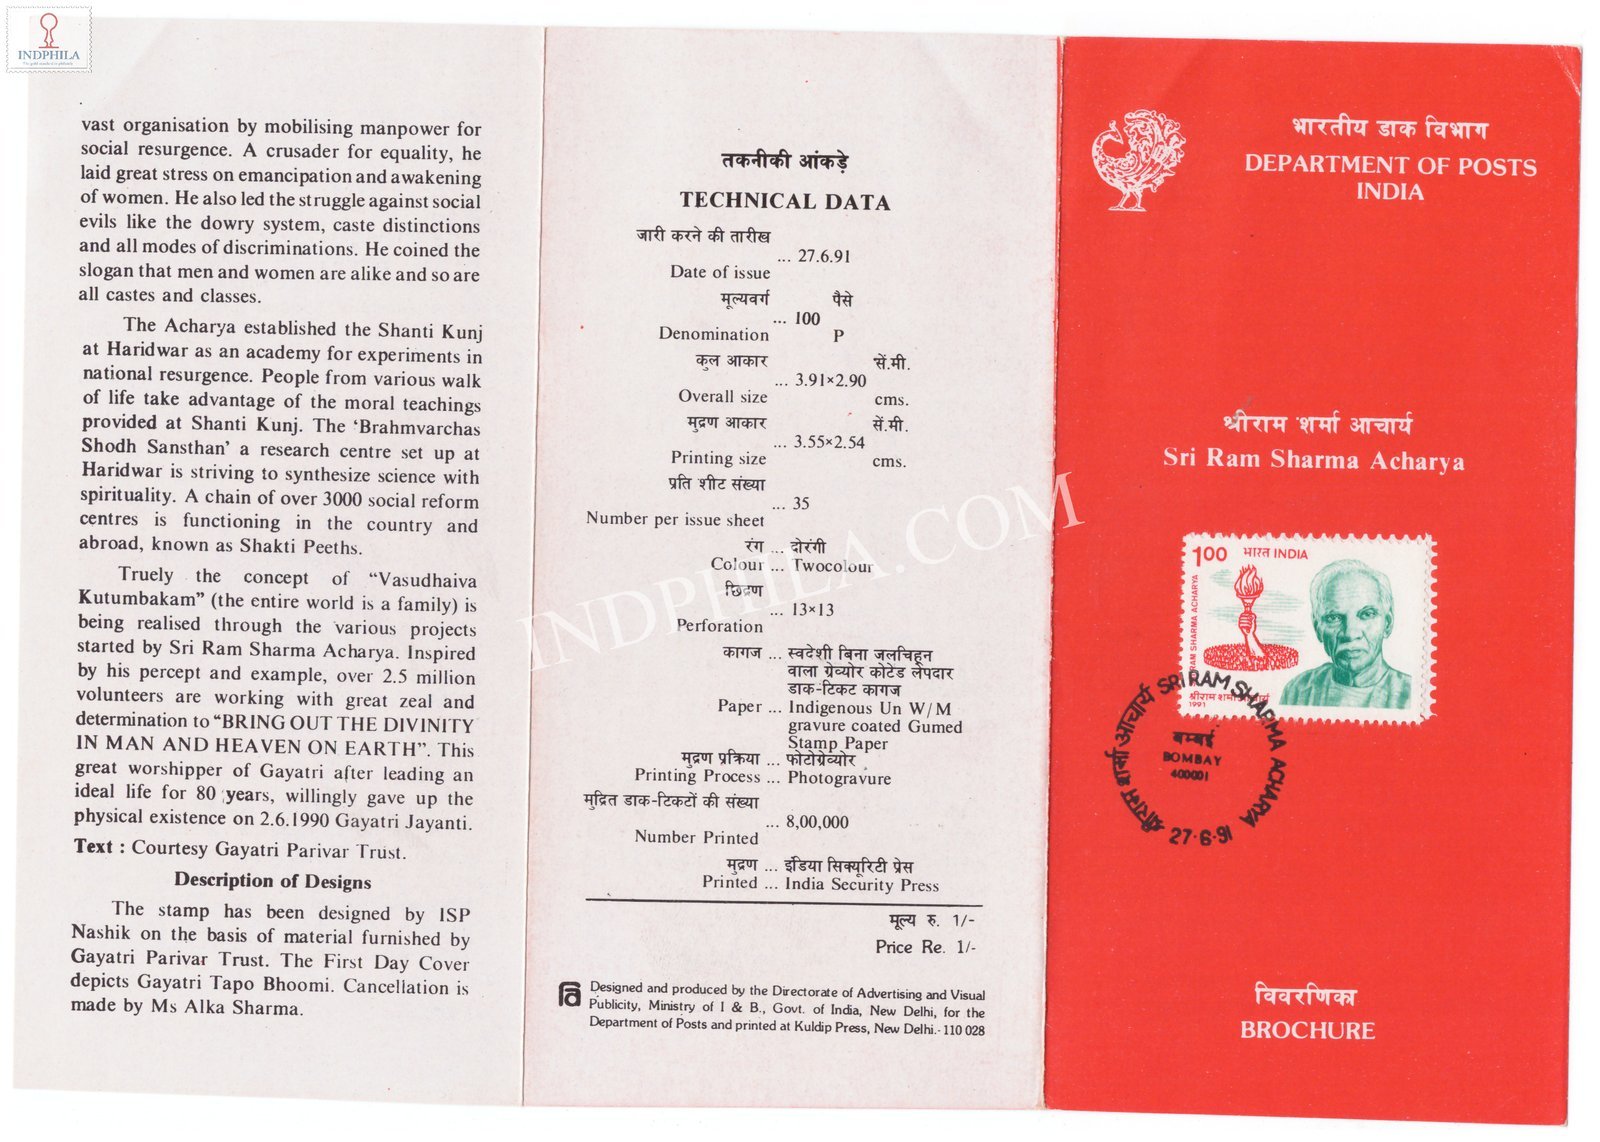 INDPHILA
vast organisation by mobilising manpower for
social resurgence. A crusader for equality, he
laid great stress on emancipation and awakening
of women. He also led the struggle against social
evils like the dowry system, caste distinctions
and all modes of discriminations. He coined the
slogan that men and women are alike and so are
all castes and classes.
The Acharya established the Shanti Kunj
at Haridwar as an academy for experiments in
national resurgence. People from various walk
of life take advantage of the moral teachings
provided at Shanti Kunj. The ‘Brahmvarchas
Shodh Sansthan’ a research centre set up at
Haridwar is striving to synthesize science with
spirituality. A chain of over 3000 social reform
centres is functioning in the country and
abroad, known as Shakti Peeths.
Truely the concept of “Vasudhaiva
Kutumbakam” (the entire world is a family) is
being realised through the various projects
started by Sri Ram Sharma Acharya. Inspired
by his percept and example, over 2.5 million
volunteers are working with great zeal and
determination to “BRING OUT THE DIVINITY
IN MAN AND HEAVEN ON EARTH”. This
great worshipper of Gayatri after leading an
ideal life for 80 years, willingly gave up the
physical existence on 2.6.1990 Gayatri Jayanti.
Text : Courtesy Gayatri Parivar Trust.
Description of Designs
The stamp has been designed by ISP
Nashik on the basis of material furnished by
Gayatri Parivar Trust. The First Day Cover
depicts Gayatri Tapo Bhoomi. Cancellation is
made by Ms Alka Sharma.
तकनीकी आंकड़े
TECHNICAL DATA
जारी करने की तारीख
... 27.6.91
Date of issue
मूल्यवर्ग पैसे
... 100
Denomination P
कुल आकार सें.मी.
... 3.91×2.90
Overall size cms.
मुद्रण आकार सें.मी.
... 3.55×2.54
Printing size cms.
प्रति शीट संख्या
... 35
Number per issue sheet
रंग ... दोरंगी
Colour ... Twocolour
छिद्रण
... 13×13
Perforation
कागज ... स्वदेशी बिना जलचिहन
वाला ग्रेव्योर कोटेड लेपदार
डाक-टिकट कागज
Paper ... Indigenous Un W/M
gravure coated Gumed
Stamp Paper
मुद्रण प्रक्रिया ... फोटोग्रेव्योर
Printing Process ... Photogravure
मुद्रित डाक-टिकटों की संख्या
... 8,00,000
Number Printed
मुद्रण ... इंडिया सिक्यूरिटी प्रेस
Printed ... India Security Press
मूल्य रु. 1/-
Price Re. 1/-
Designed and produced by the Directorate of Advertising and Visual
Publicity, Ministry of I & B., Govt. of India, New Delhi, for the
Department of Posts and printed at Kuldip Press, New Delhi.- 110 028
INDPHILA.COM
भारतीय डाक विभाग
DEPARTMENT OF POSTS
INDIA
श्रीराम शर्मा आचार्य
Sri Ram Sharma Acharya
1.00 भारत INDIA
RAM SHARMA ACHARYA
श्रीराम शर्मा आचार्य
1991
श्रीराम शर्मा आचार्य SRI RAM SHARMA ACHARYA
बम्बई
BOMBAY
400001
27·6·91
विवरणिका
BROCHURE